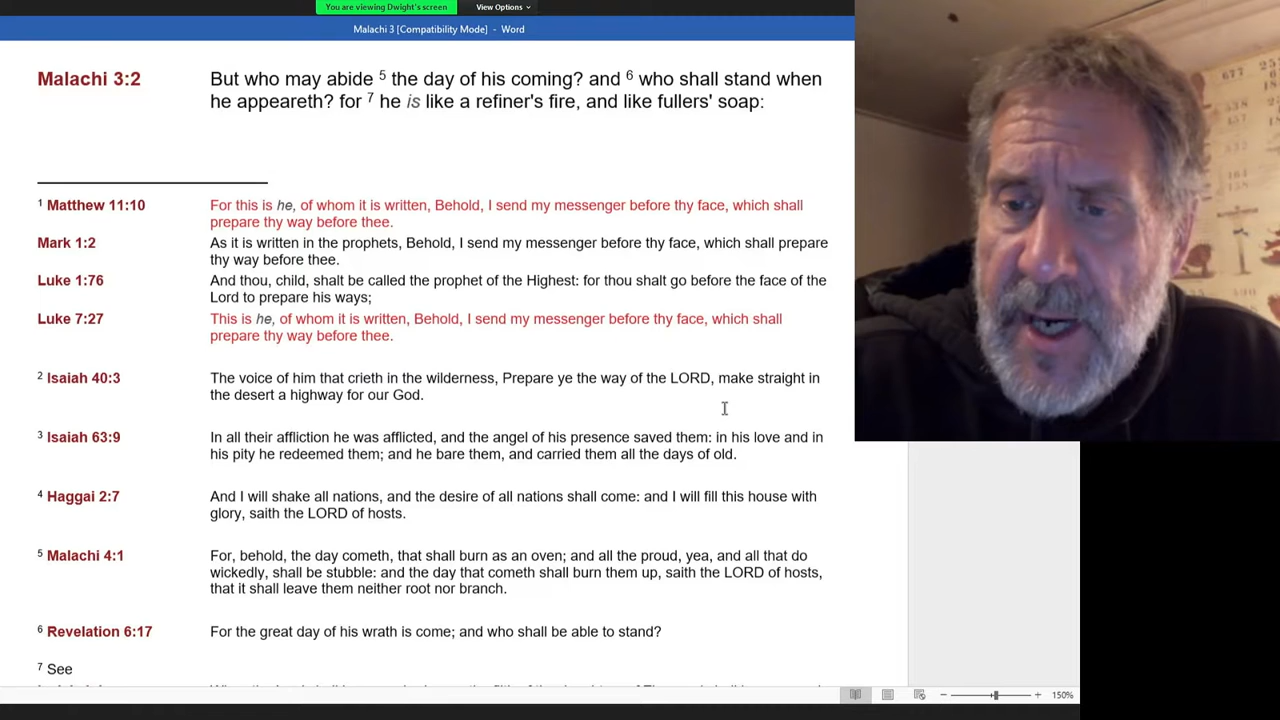 You are viewing Dwight's screen
View Options
Malachi 3 [Compatibility Mode] - Word
Malachi 3:2
But who may abide 5 the day of his coming? and 6 who shall stand when
he appeareth? for 7 he is like a refiner's fire, and like fullers' soap:
1 Matthew 11:10
For this is he, of whom it is written, Behold, I send my messenger before thy face, which shall
prepare thy way before thee.
Mark 1:2
As it is written in the prophets, Behold, I send my messenger before thy face, which shall prepare
thy way before thee.
Luke 1:76
And thou, child, shalt be called the prophet of the Highest: for thou shalt go before the face of the
Lord to prepare his ways;
Luke 7:27
This is he, of whom it is written, Behold, I send my messenger before thy face, which shall
prepare thy way before thee.
2 Isaiah 40:3
The voice of him that crieth in the wilderness, Prepare ye the way of the LORD, make straight in
the desert a highway for our God.
3 Isaiah 63:9
In all their affliction he was afflicted, and the angel of his presence saved them: in his love and in
his pity he redeemed them; and he bare them, and carried them all the days of old.
4 Haggai 2:7
And I will shake all nations, and the desire of all nations shall come: and I will fill this house with
glory, saith the LORD of hosts.
5 Malachi 4:1
For, behold, the day cometh, that shall burn as an oven; and all the proud, yea, and all that do
wickedly, shall be stubble: and the day that cometh shall burn them up, saith the LORD of hosts,
that it shall leave them neither root nor branch.
6 Revelation 6:17
For the great day of his wrath is come; and who shall be able to stand?
7 See
150%